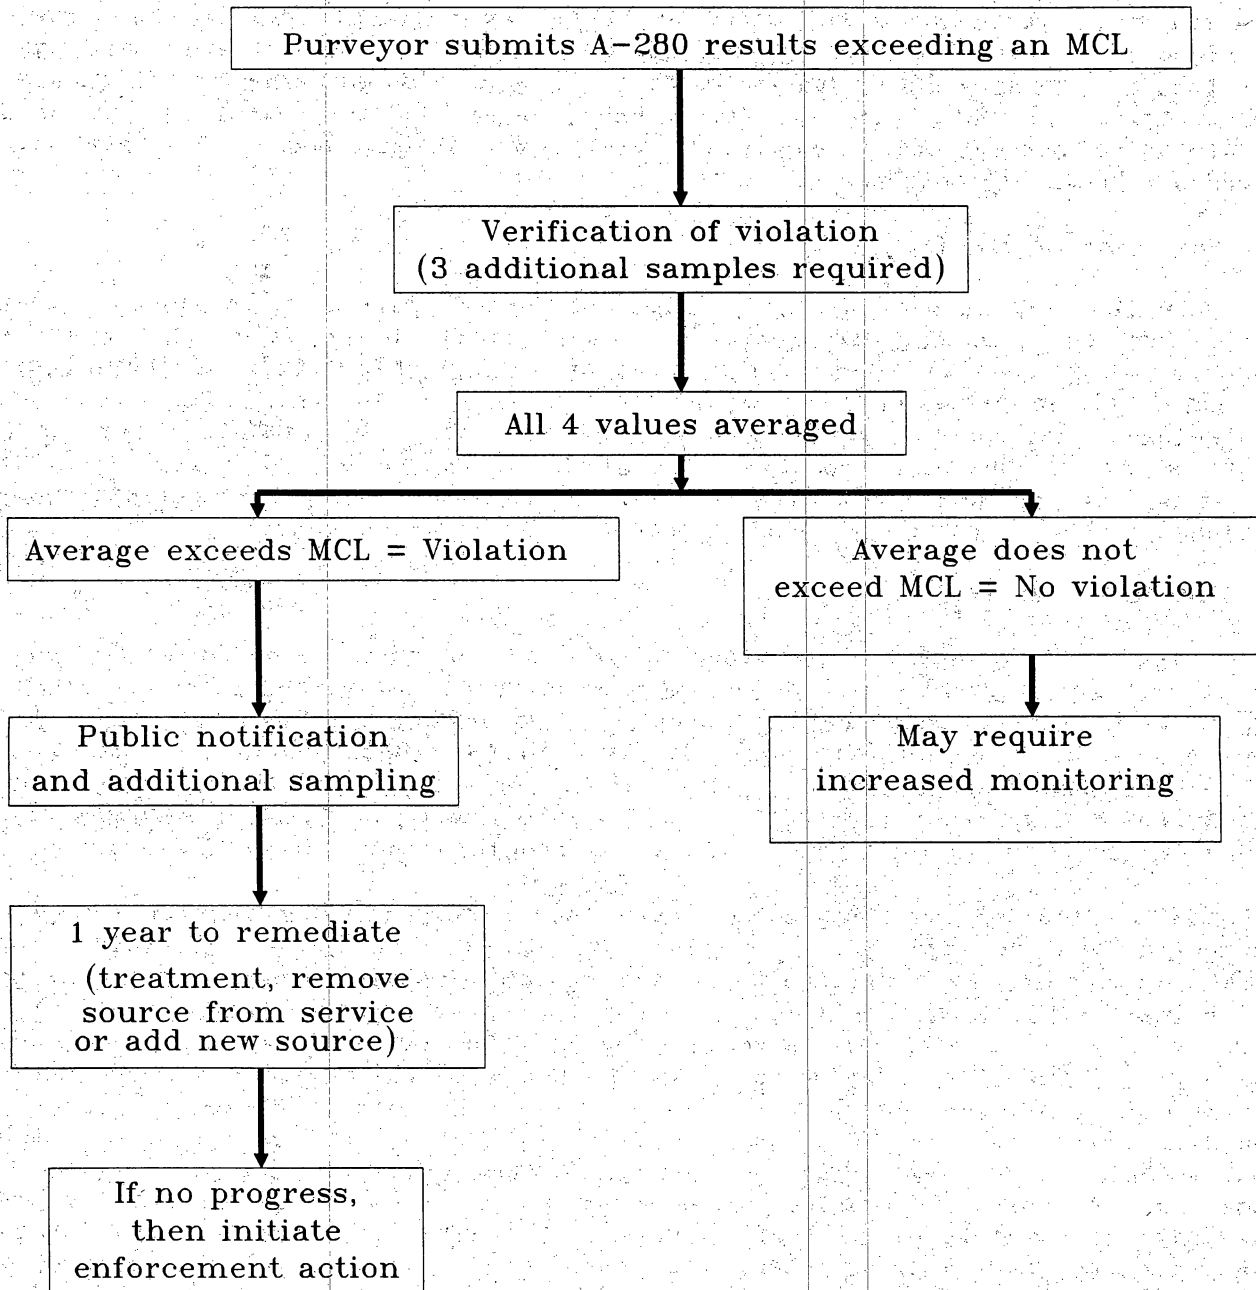 Purveyor submits A-280 results exceeding an MCL
Verification of violation
(3 additional samples required)
All 4 values averaged
Average exceeds MCL = Violation
Average does not
exceed MCL = No violation
Public notification
and additional sampling
May require
increased monitoring
1 year to remediate
(treatment, remove
source from service
or add new source)
If no progress,
then initiate
enforcement action